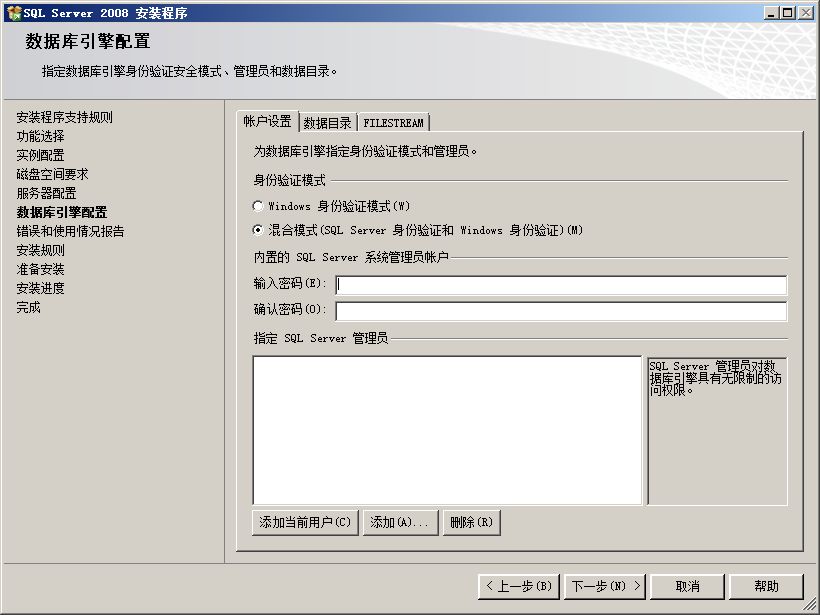 SQL Server 2008 安装程序
数据库引擎配置
指定数据库引擎身份验证安全模式、管理员和数据目录。
安装程序支持规则
功能选择
实例配置
磁盘空间要求
服务器配置
数据库引擎配置
错误和使用情况报告
安装规则
准备安装
安装进度
完成
帐户设置 数据目录 FILESTREAM
为数据库引擎指定身份验证模式和管理员。
身份验证模式
Windows 身份验证模式(W)
混合模式(SQL Server 身份验证和 Windows 身份验证)(M)
内置的 SQL Server 系统管理员帐户
输入密码(E):
确认密码(O):
指定 SQL Server 管理员
SQL Server 管理员对数
据库引擎具有无限制的访
问权限。
添加当前用户(C) 添加(A)... 删除(R)
< 上一步(B) 下一步(N) > 取消 帮助